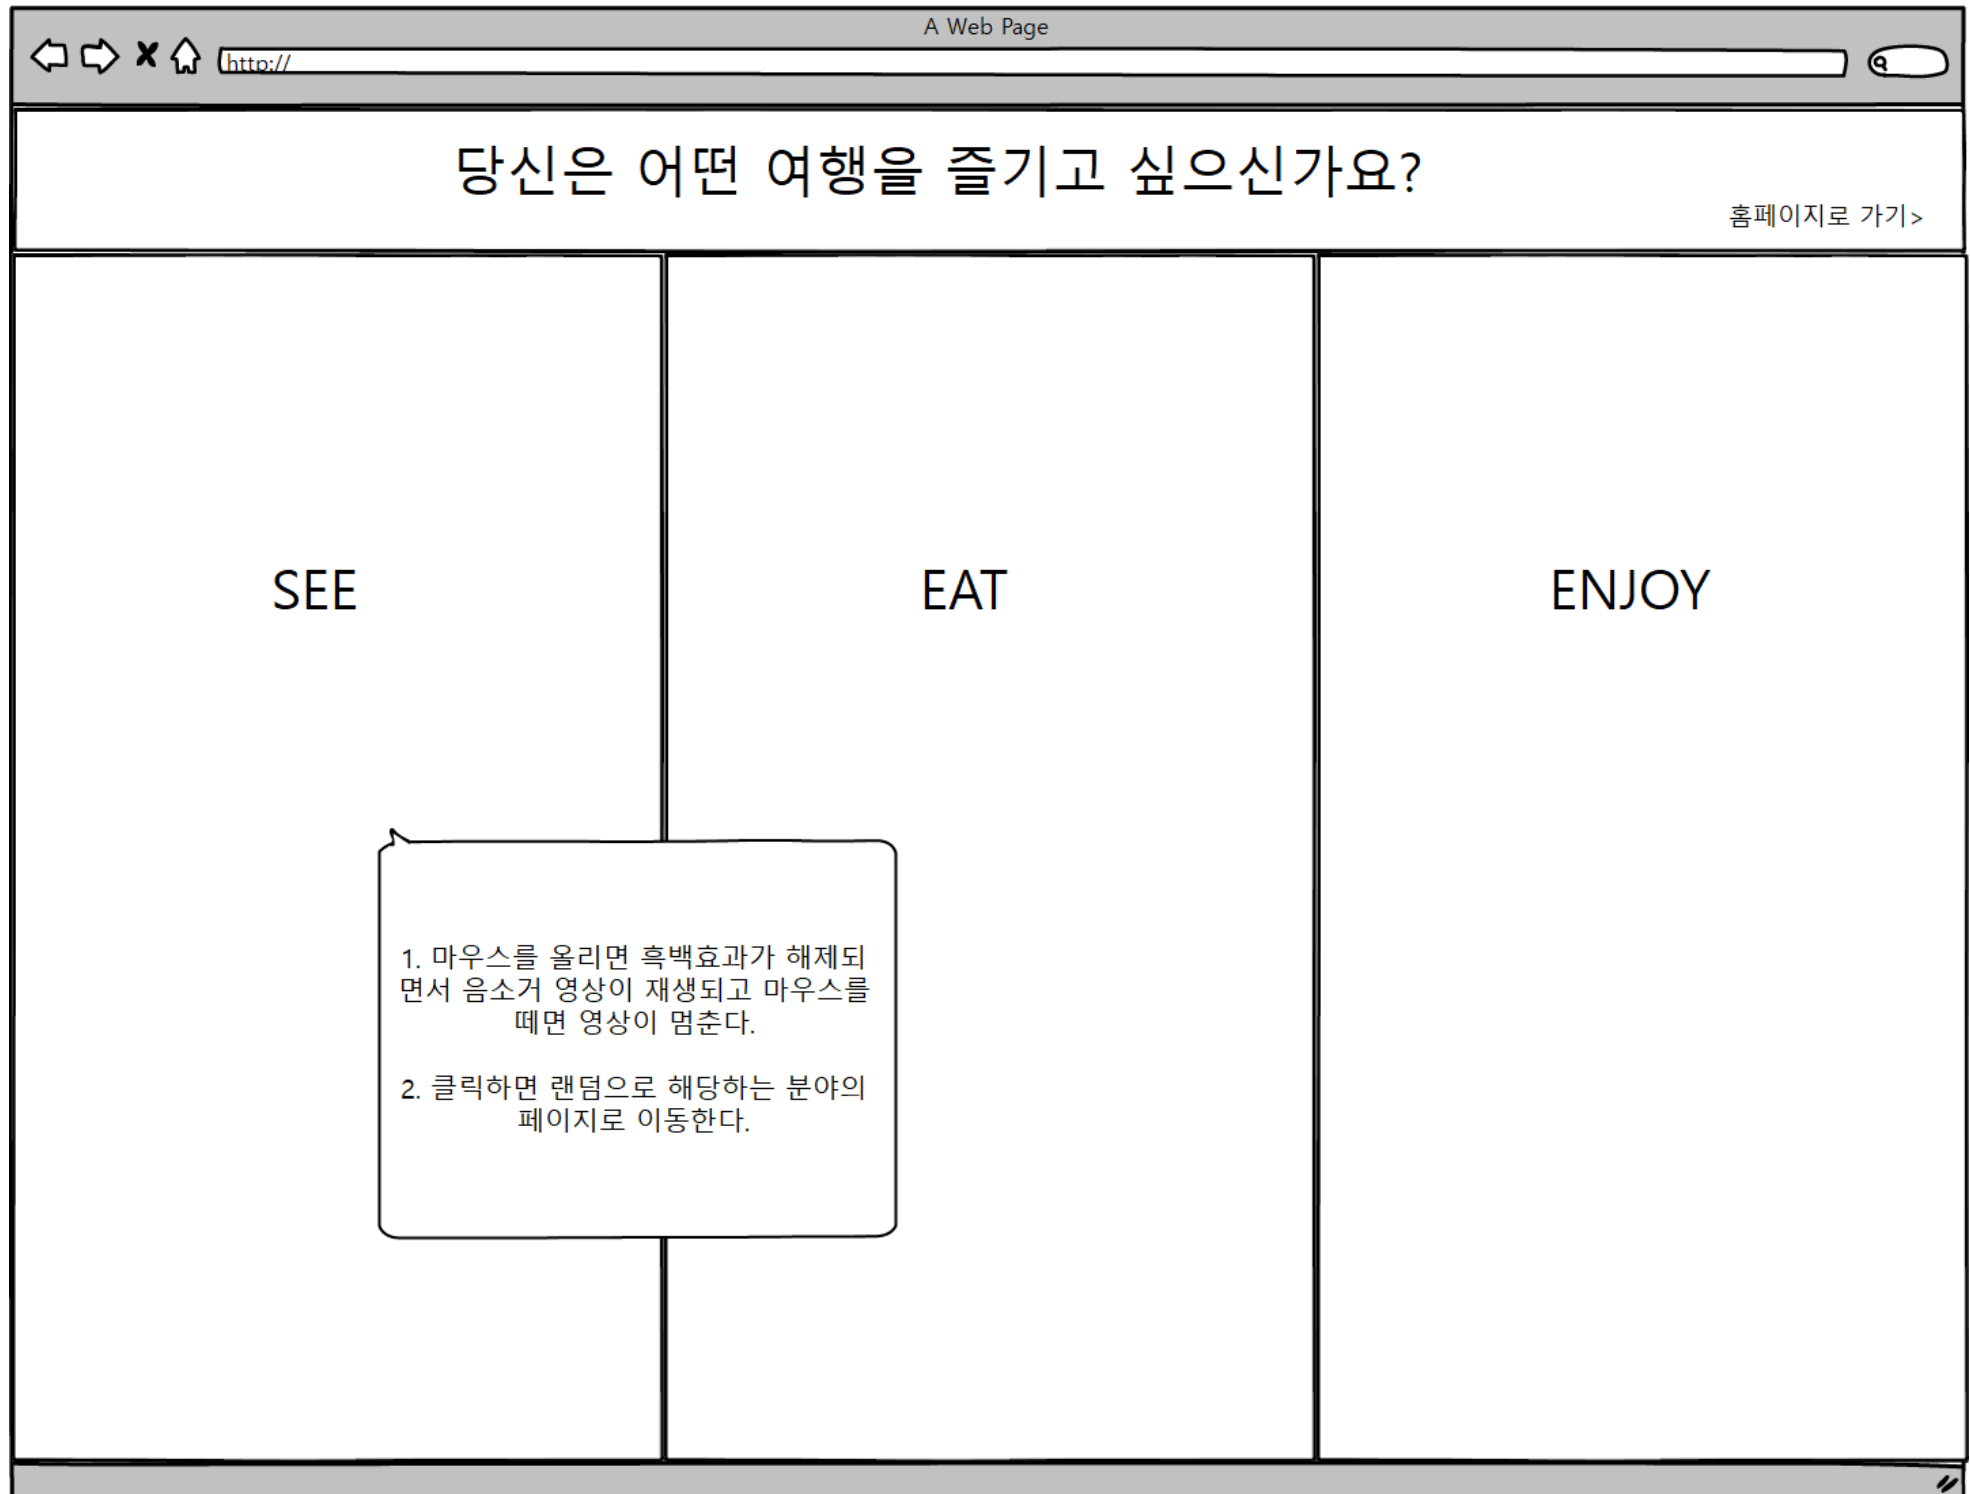 A Web Page
http://
당신은 어떤 여행을 즐기고 싶으신가요?
홈페이지로 가기>
SEE
EAT
ENJOY
1. 마우스를 올리면 흑백효과가 해제되
면서 음소거 영상이 재생되고 마우스를
떼면 영상이 멈춘다.
2. 클릭하면 랜덤으로 해당하는 분야의
페이지로 이동한다.